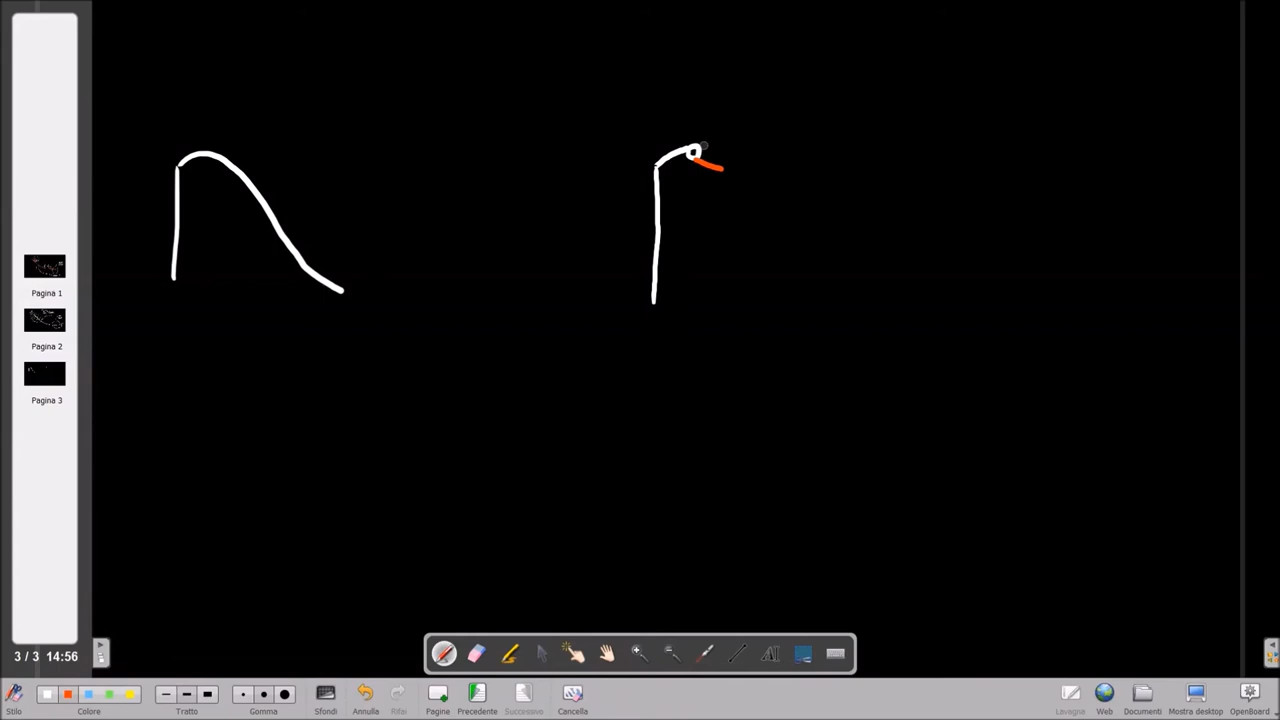 Pagina 1
Pagina 2
Pagina 3
3 / 3 14:56
Stilo
Colore
Tratto
Gomma
Sfondi
Annulla
Rifai
Pagine
Precedente
Successivo
Cancella
Lavagna
Web
Documenti
Mostra desktop
OpenBoard